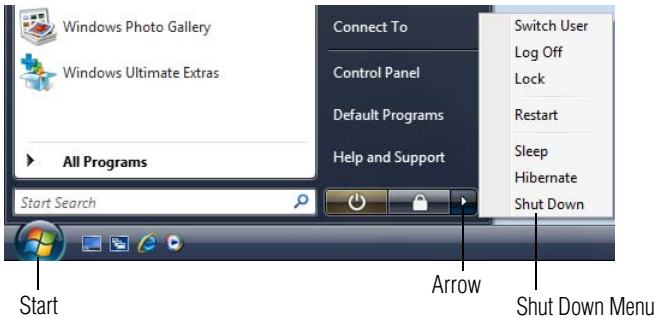 Windows Photo Gallery
Windows Ultimate Extras
All Programs
Start Search
Connect To
Control Panel
Default Programs
Help and Support
Switch User
Log Off
Lock
Restart
Sleep
Hibernate
Shut Down
Start
Arrow
Shut Down Menu